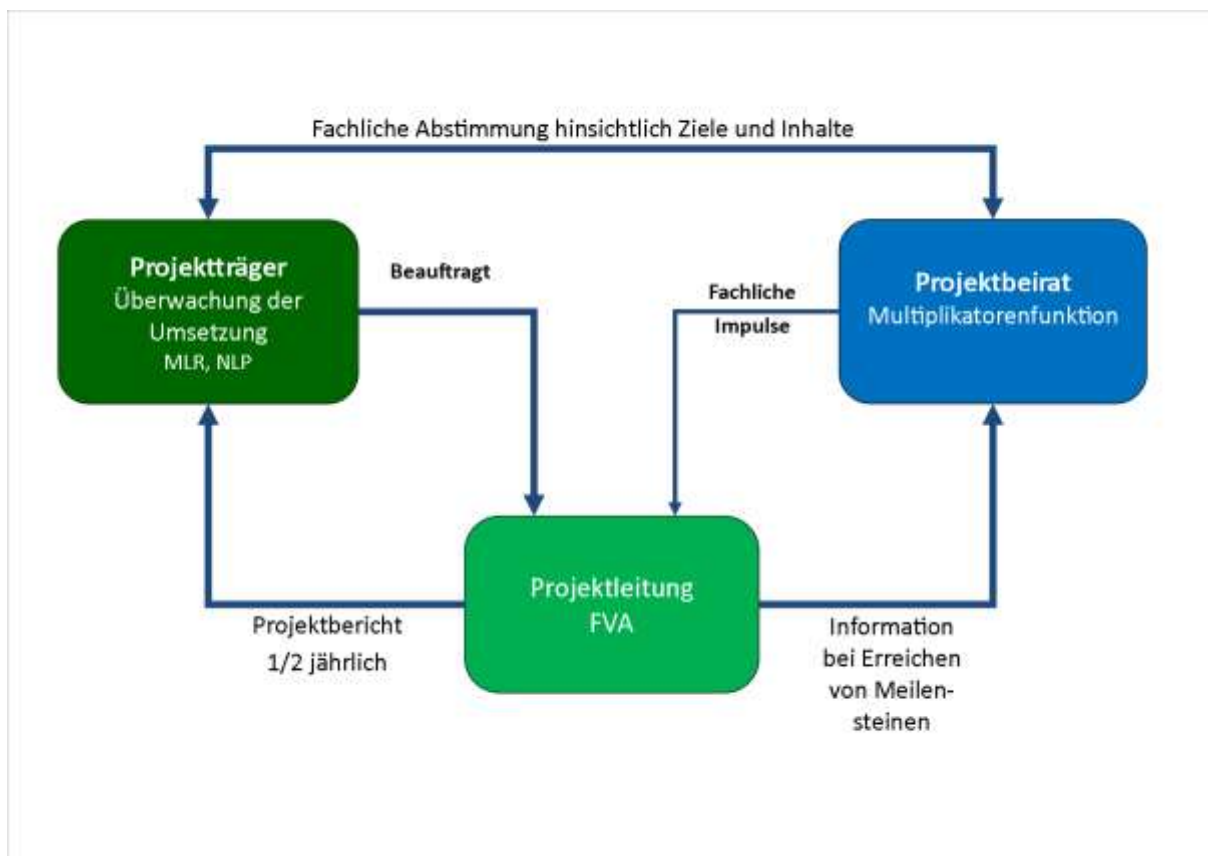 Fachliche Abstimmung hinsichtlich Ziele und Inhalte
Projektträger
Überwachung der
Umsetzung
MLR, NLP
Beauftragt
Fachliche
Impulse
Projektbeirat
Multiplikatorenfunktion
Projektleitung
FVA
Projektbericht
1/2 jährlich
Information
bei Erreichen
von Meilen-
steinen